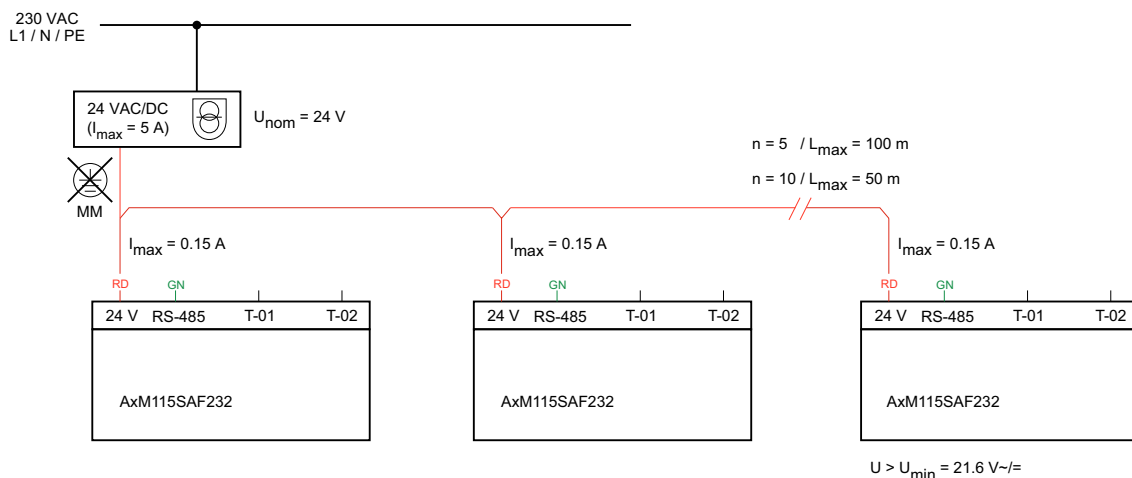 230 VAC
L1 / N / PE
24 VAC/DC
(Imax = 5 A)
Unom = 24 V
n = 5 / Lmax = 100 m
n = 10 / Lmax = 50 m
MM
Imax = 0.15 A
Imax = 0.15 A
Imax = 0.15 A
RD GN
RD GN
RD GN
24 V RS-485 T-01 T-02
24 V RS-485 T-01 T-02
24 V RS-485 T-01 T-02
AxM115SAF232
AxM115SAF232
AxM115SAF232
U > Umin = 21.6 V~/=